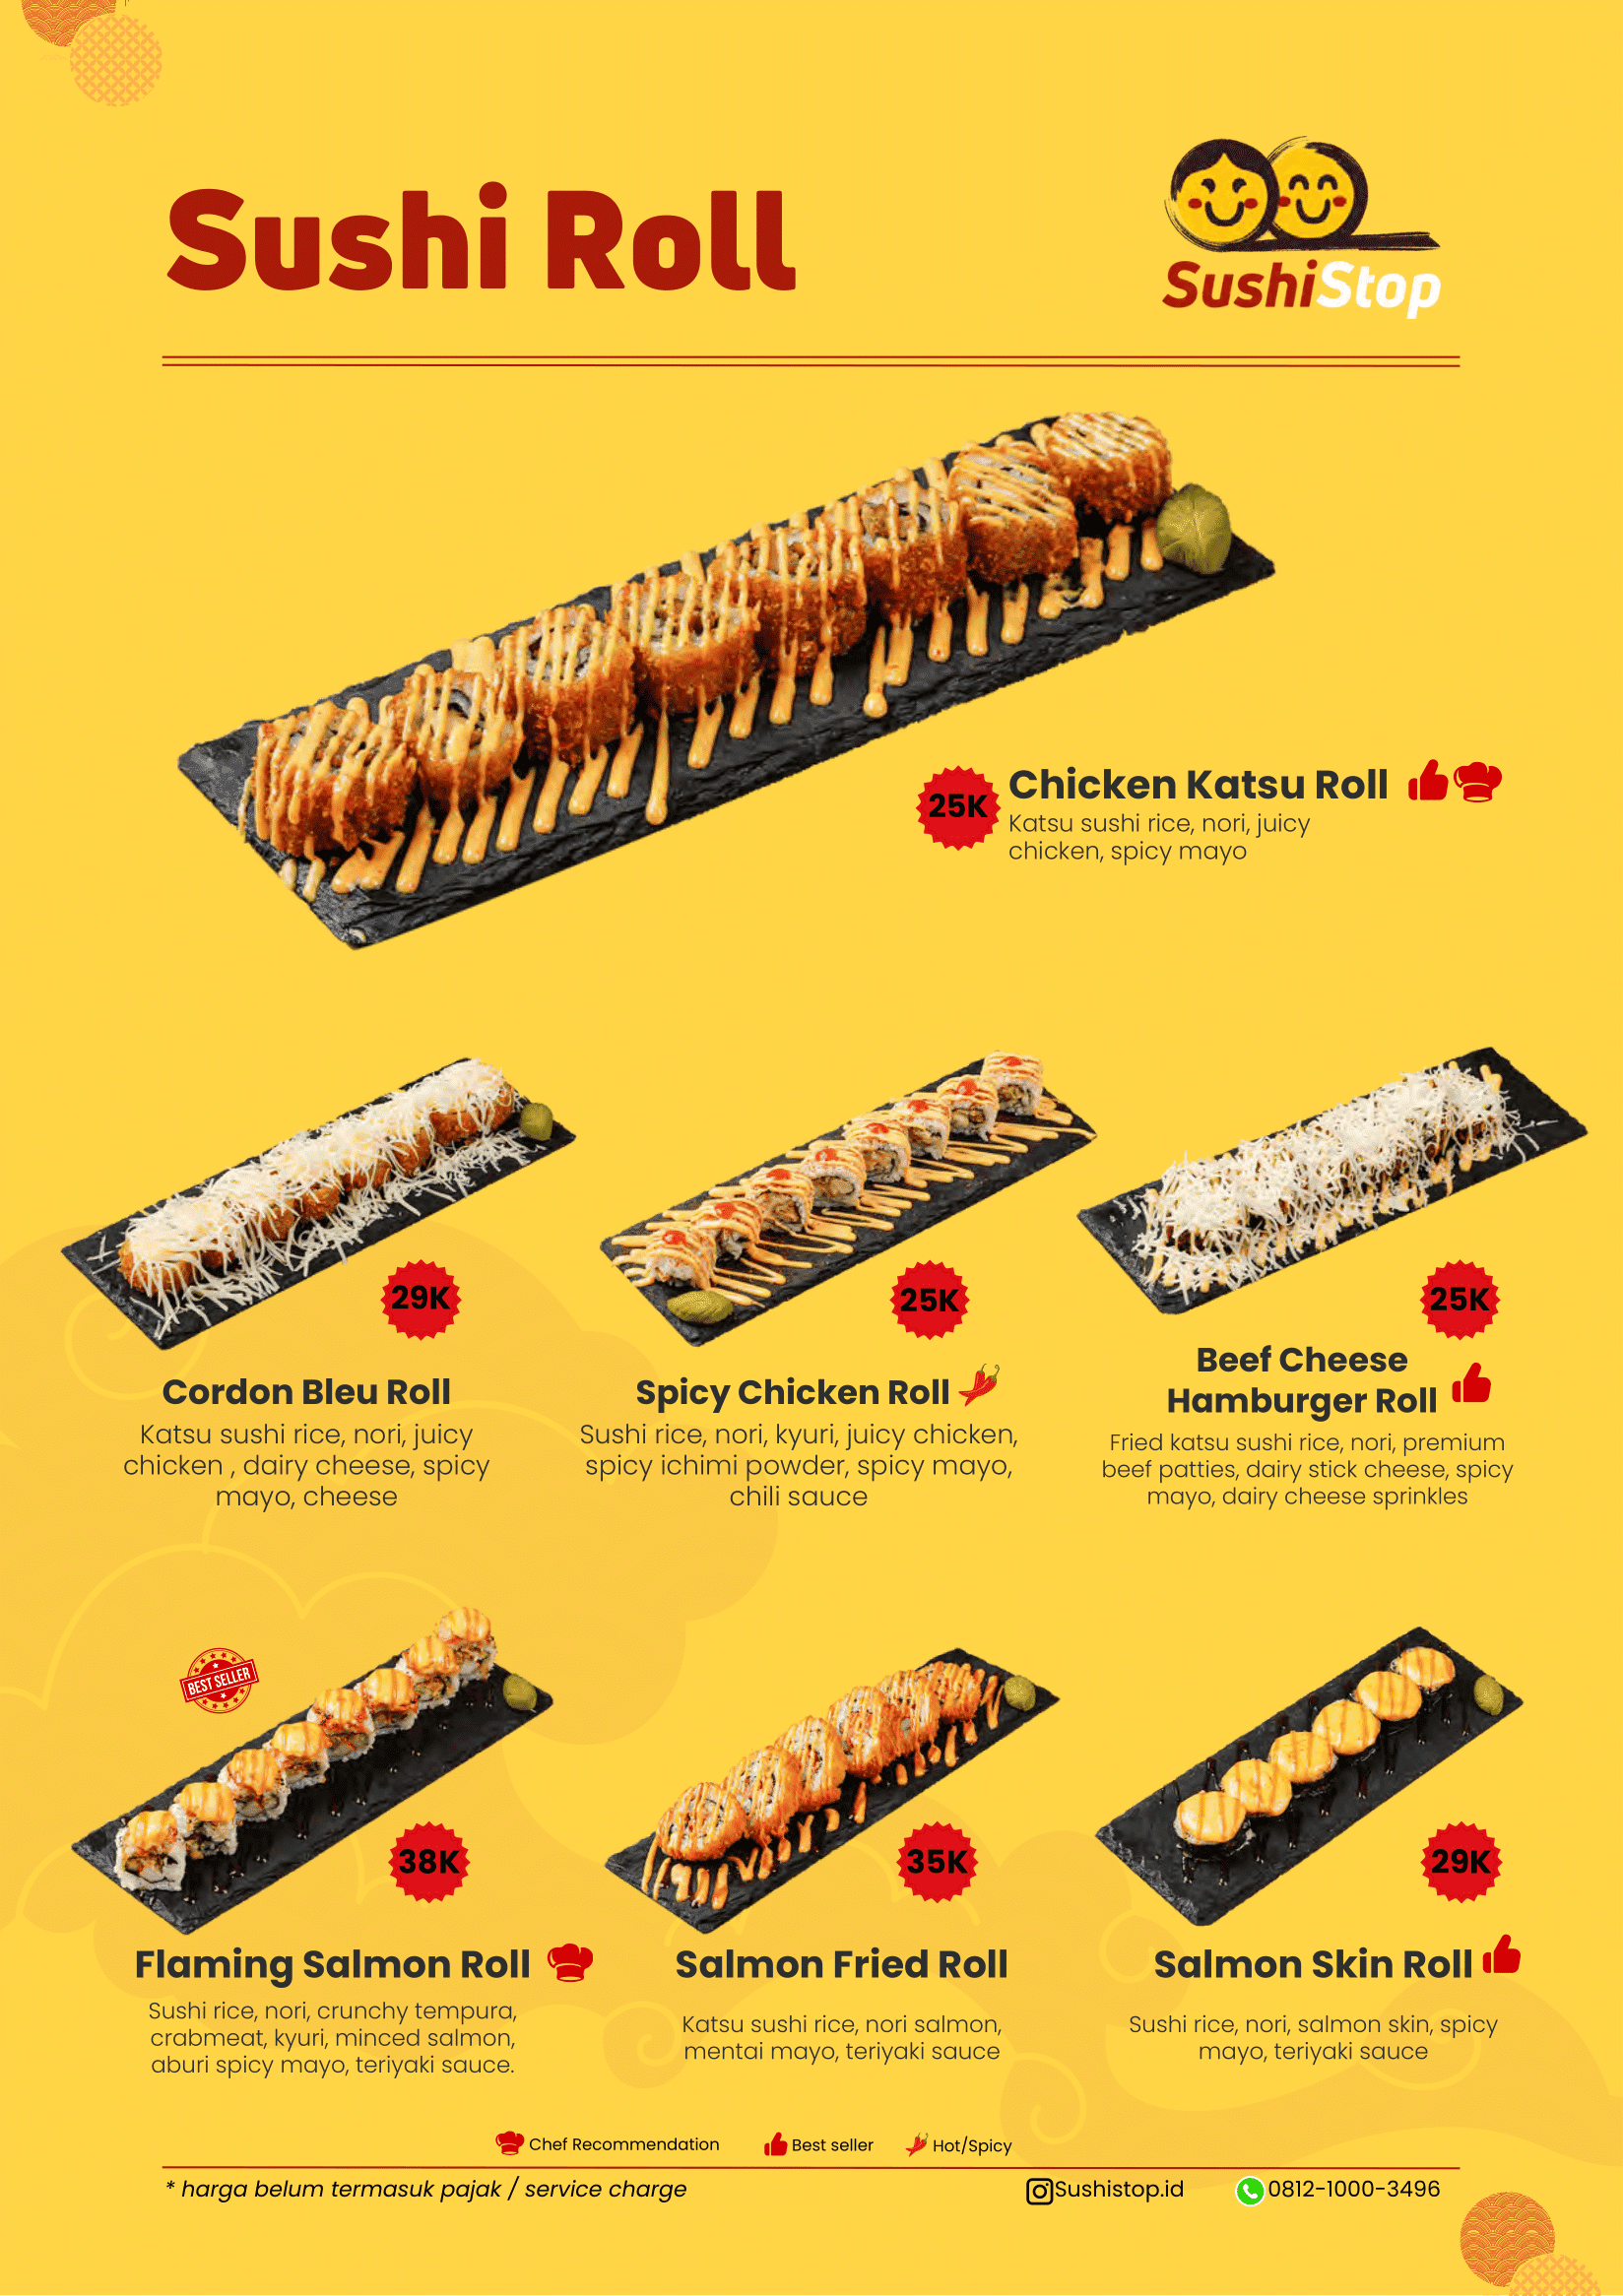 Sushi Roll
SushiStop
25K
Chicken Katsu Roll
Katsu sushi rice, nori, juicy
chicken, spicy mayo
29K
Cordon Bleu Roll
Katsu sushi rice, nori, juicy
chicken , dairy cheese, spicy
mayo, cheese
25K
Spicy Chicken Roll
Sushi rice, nori, kyuri, juicy chicken,
spicy ichimi powder, spicy mayo,
chili sauce
25K
Beef Cheese
Hamburger Roll
Fried katsu sushi rice, nori, premium
beef patties, dairy stick cheese, spicy
mayo, dairy cheese sprinkles
BEST SELLER
38K
Flaming Salmon Roll
Sushi rice, nori, crunchy tempura,
crabmeat, kyuri, minced salmon,
aburi spicy mayo, teriyaki sauce.
35K
Salmon Fried Roll
Katsu sushi rice, nori salmon,
mentai mayo, teriyaki sauce
29K
Salmon Skin Roll
Sushi rice, nori, salmon skin, spicy
mayo, teriyaki sauce
Chef Recommendation
Best seller
Hot/Spicy
* harga belum termasuk pajak / service charge
Sushistop.id
0812-1000-3496